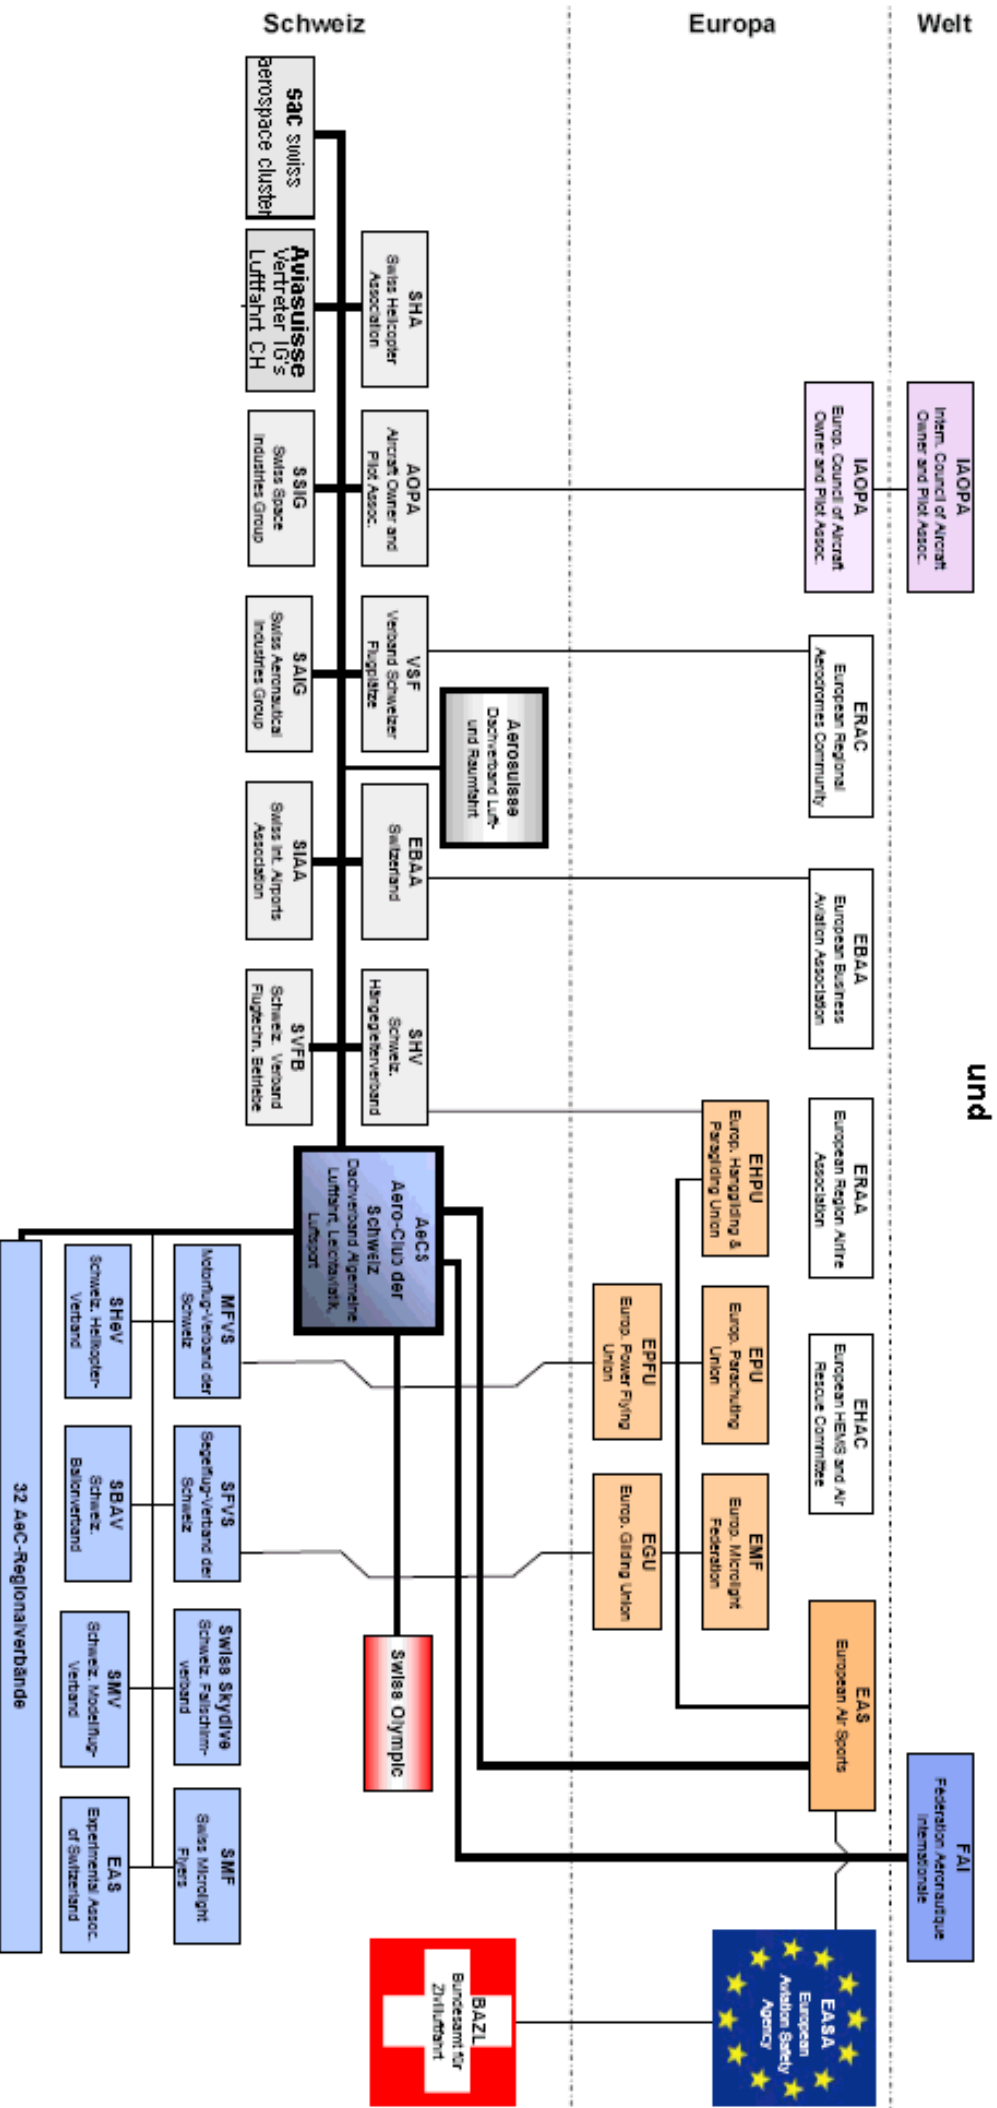 Schweiz
Europa
Welt
und
IAOPA
Intern. Council of Aircraft
Owner and Pilot Assoc.
FAI
Fédération Aéronautique
Internationale
IAOPA
Europ. Council of Aircraft
Owner and Pilot Assoc.
ERAC
European Regional
Aerodromes Community
EBAA
European Business
Aviation Association
ERAA
European Region Airline
Association
EHAC
European HEMS and Air
Rescue Committee
EAS
European Air Sports
EASA
European
Aviation Safety
Agency
EHPU
Europ. Hanggliding &
Paragliding Union
EPU
Europ. Parachuting
Union
EMF
Europ. Microlight
Federation
EPFU
Europ. Power Flying
Union
EGU
Europ. Gliding Union
Aerosuisse
Dachverband Luft-
und Raumfahrt
BAZL
Bundesamt für
Zivilluftfahrt
SHA
Swiss Helicopter
Association
AOPA
Aircraft Owner and
Pilot Assoc.
VSF
Verband Schweizer
Flugplätze
EBAA
Switzerland
SHV
Schweiz.
Hängegleiterverband
AeCS
Aero-Club der
Schweiz
Dachverband Allgemeine
Luftfahrt, Leichtaviatik,
Luftsport
Swiss Olympic
sac swiss
aerospace cluster
Aviasuisse
Vertreter IG's
Luftfahrt CH
SSIG
Swiss Space
Industries Group
SAIG
Swiss Aeronautical
Industries Group
SIAA
Swiss Int. Airports
Association
SVFB
Schweiz. Verband
Flugtechn. Betriebe
MFVS
Motorflug-Verband der
Schweiz
SFVS
Segelflug-Verband der
Schweiz
Swiss Skydive
Schweiz. Fallschirm-
verband
SMF
Swiss Microlight
Flyers
SHeV
Schweiz. Helikopter-
Verband
SBAV
Schweiz.
Ballonverband
SMV
Schweiz. Modellflug-
Verband
EAS
Experimental Assoc.
of Switzerland
32 AeC-Regionalverbände